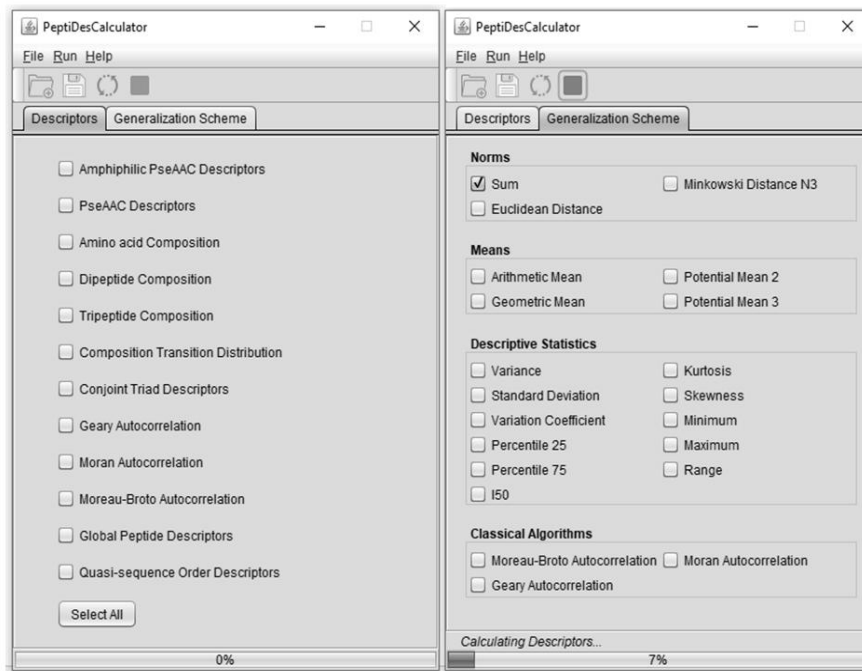 PeptiDesCalculator
File Run Help
Descriptors Generalization Scheme
Amphiphilic PseAAC Descriptors
PseAAC Descriptors
Amino acid Composition
Dipeptide Composition
Tripeptide Composition
Composition Transition Distribution
Conjoint Triad Descriptors
Geary Autocorrelation
Moran Autocorrelation
Moreau-Broto Autocorrelation
Global Peptide Descriptors
Quasi-sequence Order Descriptors
Select All
0%
PeptiDesCalculator
File Run Help
Descriptors Generalization Scheme
Norms
Sum Minkowski Distance N3
Euclidean Distance
Means
Arithmetic Mean Potential Mean 2
Geometric Mean Potential Mean 3
Descriptive Statistics
Variance Kurtosis
Standard Deviation Skewness
Variation Coefficient Minimum
Percentile 25 Maximum
Percentile 75 Range
I50
Classical Algorithms
Moreau-Broto Autocorrelation Moran Autocorrelation
Geary Autocorrelation
Calculating Descriptors...
7%